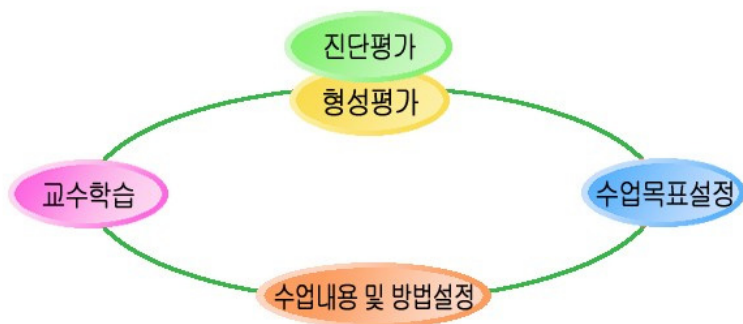 진단평가
형성평가
교수학습
수업목표설정
수업내용 및 방법설정